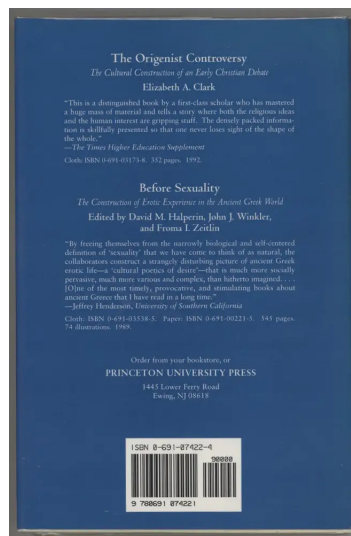 The Origenist Controversy
The Cultural Construction of an Early Christian Debate
Elizabeth A. Clark
"This is a distinguished book by a first-class scholar who has mastered
a huge mass of material and tells a story where both the religious ideas
and the human interest are gripping stuff. The densely packed informa-
tion is skillfully presented so that one never loses sight of the shape of
the whole."
—The Times Higher Education Supplement
Cloth: ISBN 0-691-03173-8. 352 pages. 1992.
Before Sexuality
The Construction of Erotic Experience in the Ancient Greek World
Edited by David M. Halperin, John J. Winkler,
and Froma I. Zeitlin
"By freeing themselves from the narrowly biological and self-centered
definition of 'sexuality' that we have come to think of as natural, the
collaborators construct a strangely disturbing picture of ancient Greek
erotic life—a 'cultural poetics of desire'—that is much more socially
pervasive, much more various and complex, than hitherto imagined. . . .
[O]ne of the most timely, provocative, and stimulating books about
ancient Greece that I have read in a long time."
—Jeffrey Henderson, University of Southern California
Cloth: ISBN 0-691-03538-5. Paper: ISBN 0-691-00221-5. 545 pages.
74 illustrations. 1989.
Order from your bookstore, or
PRINCETON UNIVERSITY PRESS
1445 Lower Ferry Road
Ewing, NJ 08618
ISBN 0-691-07422-4
90000
9 780691 074221